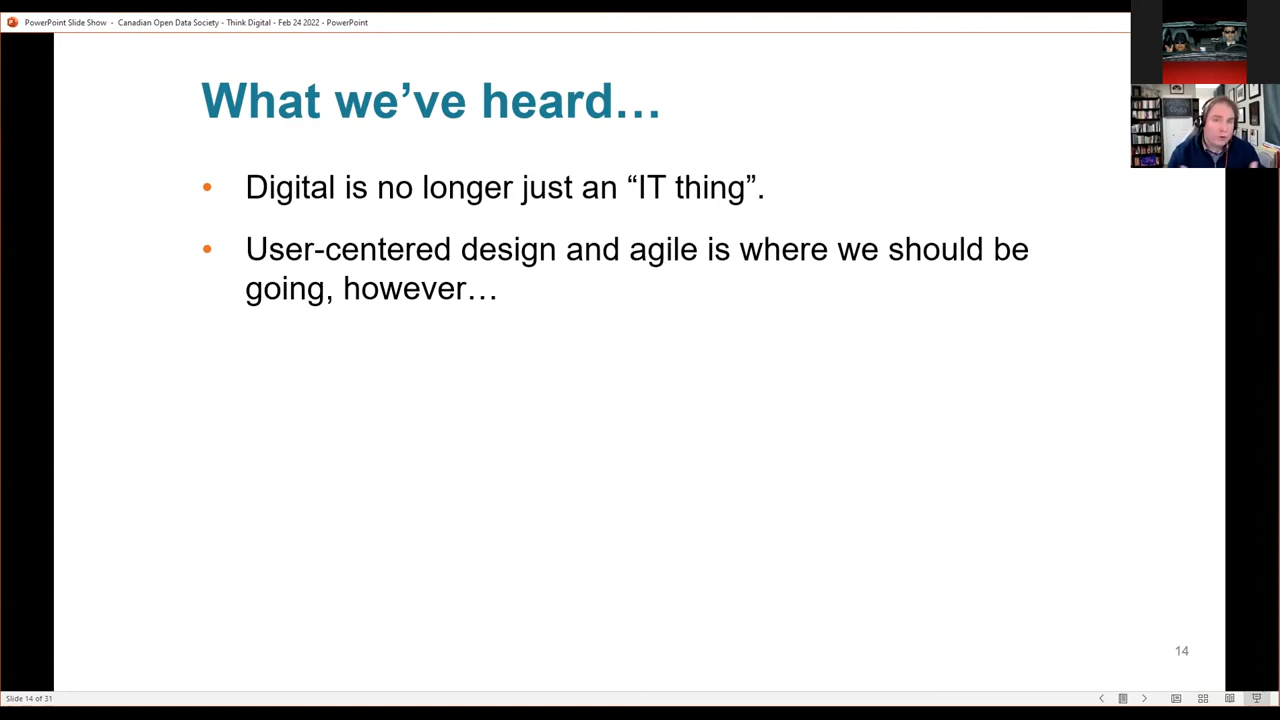 PowerPoint Slide Show - Canadian Open Data Society - Think Digital - Feb 24 2022 - PowerPoint
What we’ve heard…
• Digital is no longer just an “IT thing”.
• User-centered design and agile is where we should be
going, however…
14
Slide 14 of 31